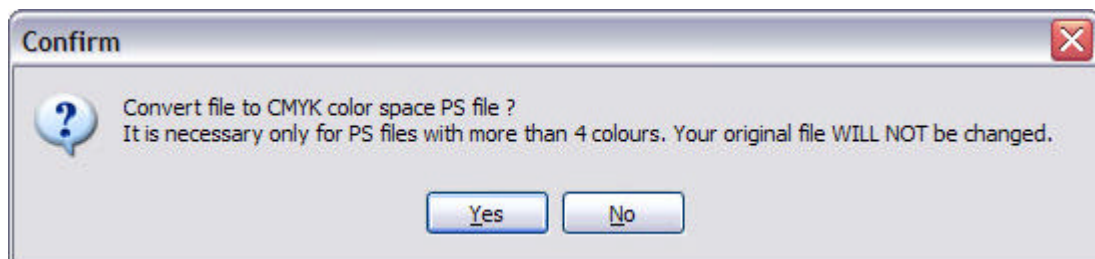 Confirm
Convert file to CMYK color space PS file ?
It is necessary only for PS files with more than 4 colours. Your original file WILL NOT be changed.
Yes
No